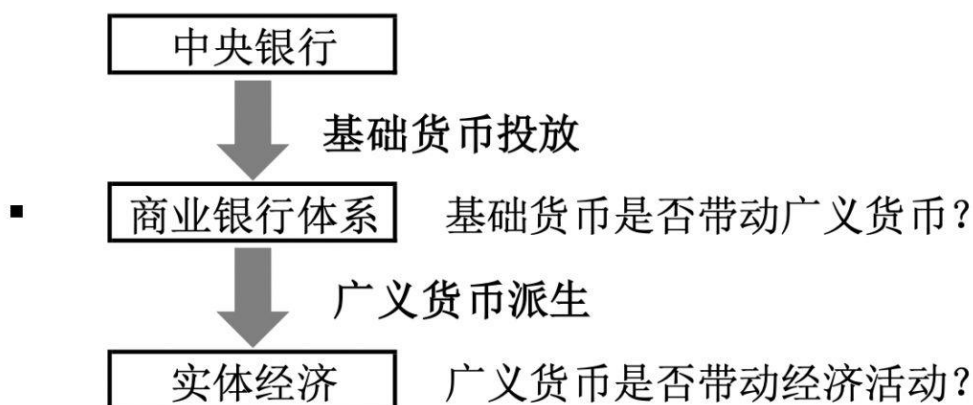 中央银行
基础货币投放
商业银行体系 基础货币是否带动广义货币？
广义货币派生
实体经济 广义货币是否带动经济活动？